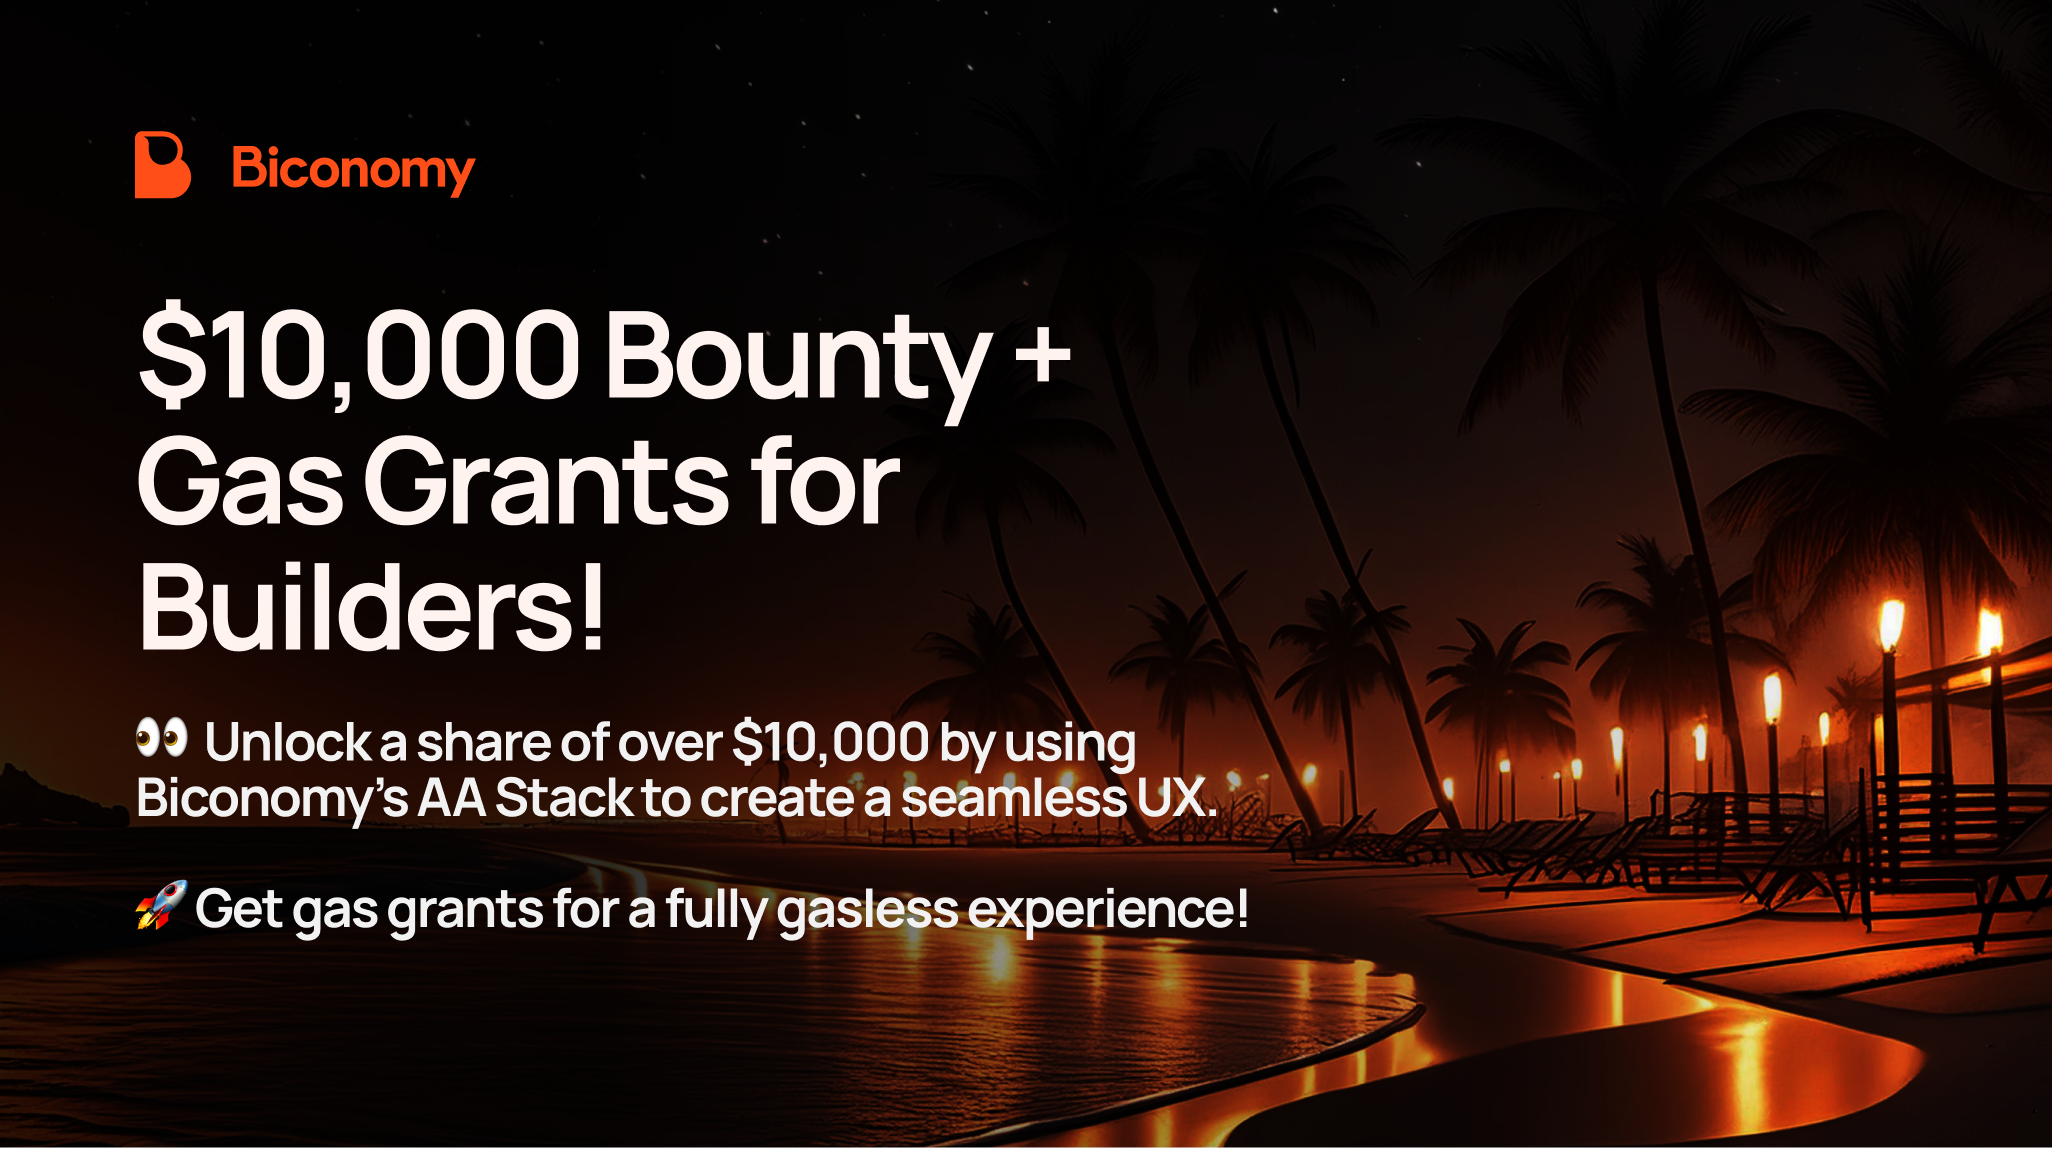 Biconomy
$10,000 Bounty +
Gas Grants for
Builders!
👀 Unlock a share of over $10,000 by using
Biconomy’s AA Stack to create a seamless UX.
🚀 Get gas grants for a fully gasless experience!